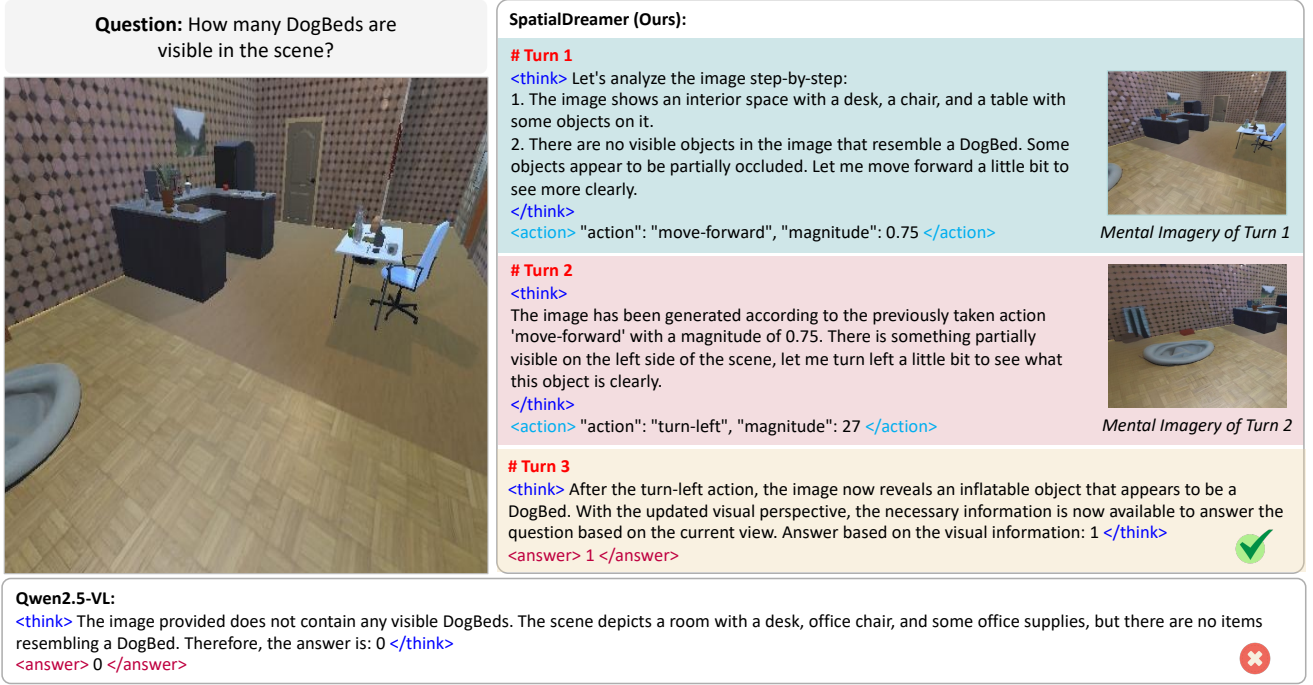 Question: How many DogBeds are
visible in the scene?
SpatialDreamer (Ours):
# Turn 1
<think> Let's analyze the image step-by-step:
1. The image shows an interior space with a desk, a chair, and a table with
some objects on it.
2. There are no visible objects in the image that resemble a DogBed. Some
objects appear to be partially occluded. Let me move forward a little bit to
see more clearly.
</think>
<action> "action": "move-forward", "magnitude": 0.75 </action>
Mental Imagery of Turn 1
# Turn 2
<think>
The image has been generated according to the previously taken action
'move-forward' with a magnitude of 0.75. There is something partially
visible on the left side of the scene, let me turn left a little bit to see what
this object is clearly.
</think>
<action> "action": "turn-left", "magnitude": 27 </action>
Mental Imagery of Turn 2
# Turn 3
<think> After the turn-left action, the image now reveals an inflatable object that appears to be a
DogBed. With the updated visual perspective, the necessary information is now available to answer the
question based on the current view. Answer based on the visual information: 1 </think>
<answer> 1 </answer>
Qwen2.5-VL:
<think> The image provided does not contain any visible DogBeds. The scene depicts a room with a desk, office chair, and some office supplies, but there are no items
resembling a DogBed. Therefore, the answer is: 0 </think>
<answer> 0 </answer>